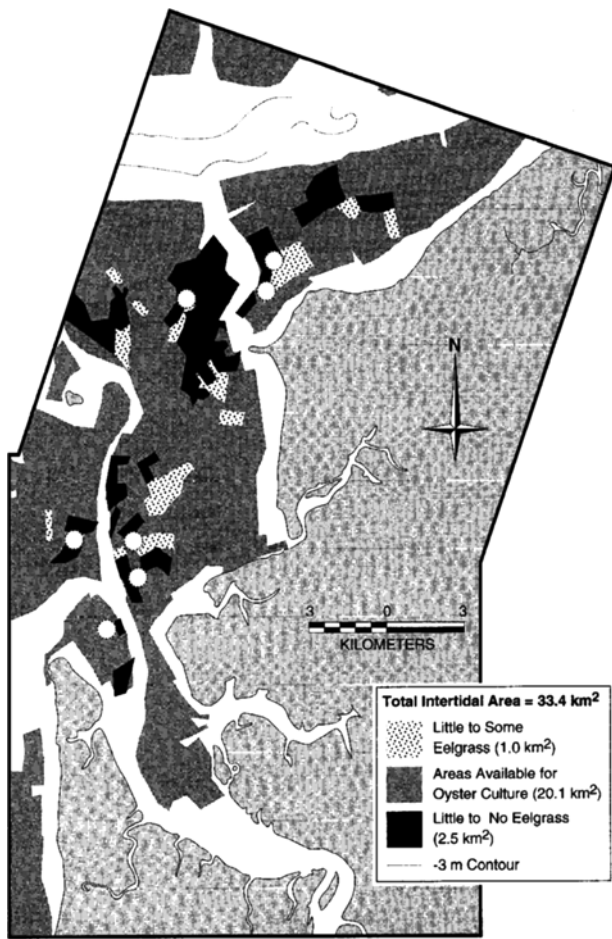 N
3 0 3
KILOMETERS
Total Intertidal Area = 33.4 km²
Little to Some
Eelgrass (1.0 km²)
Areas Available for
Oyster Culture (20.1 km²)
Little to No Eelgrass
(2.5 km²)
-3 m Contour